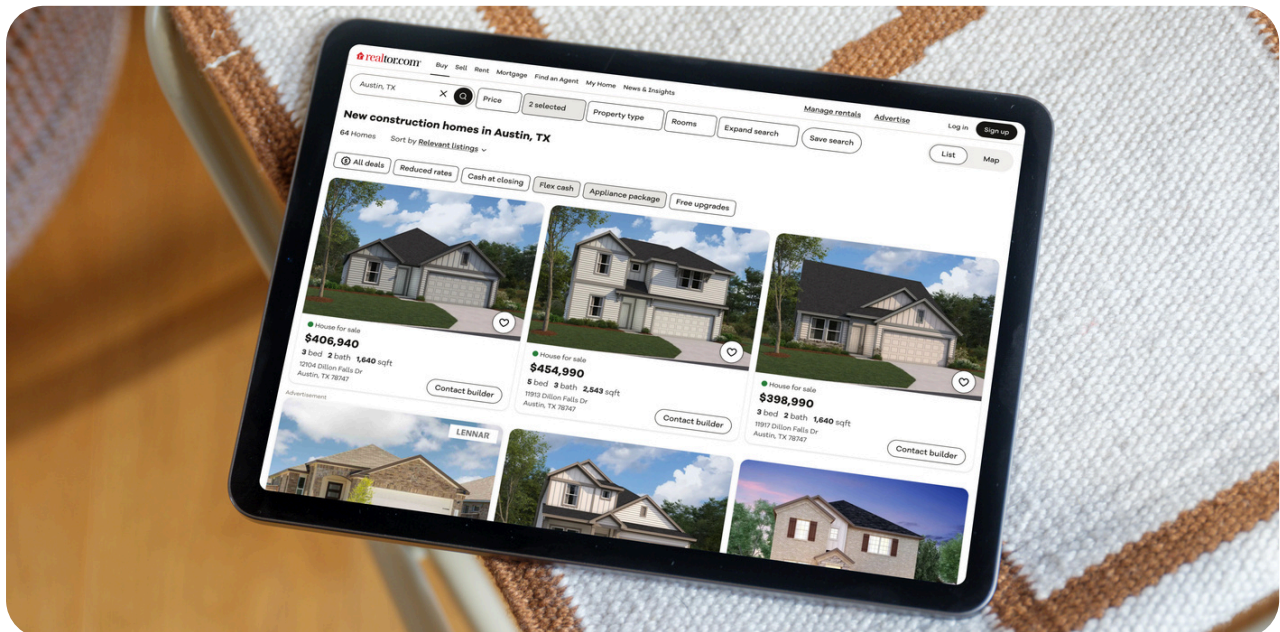 realtor.com
Buy Sell Rent Mortgage Find an Agent My Home News & Insights
Manage rentals Advertise Log in Sign up
Austin, TX
Price 2 selected Property type Rooms Expand search Save search
New construction homes in Austin, TX
List Map
64 Homes Sort by Relevant listings
All deals Reduced rates Cash at closing Flex cash Appliance package Free upgrades
House for sale
$406,940
3 bed 2 bath 1,640 sqft
12104 Dillon Falls Dr
Austin, TX 78747
Contact builder
House for sale
$454,990
5 bed 3 bath 2,543 sqft
11913 Dillon Falls Dr
Austin, TX 78747
Contact builder
House for sale
$398,990
3 bed 2 bath 1,640 sqft
11917 Dillon Falls Dr
Austin, TX 78747
Contact builder
Advertisement
LENNAR